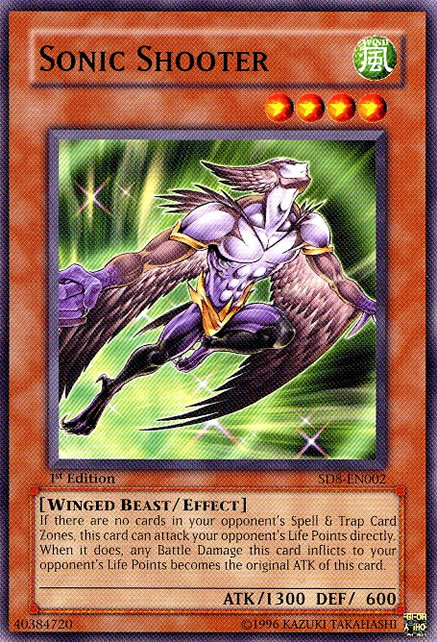 SONIC SHOOTER
WIND
風
1st Edition
SD8-EN002
[WINGED BEAST/EFFECT]
If there are no cards in your opponent's Spell & Trap Card
Zones, this card can attack your opponent's Life Points directly.
When it does, any Battle Damage this card inflicts to your
opponent's Life Points becomes the original ATK of this card.
ATK/1300 DEF/ 600
40384720
©1996 KAZUKI TAKAHASHI